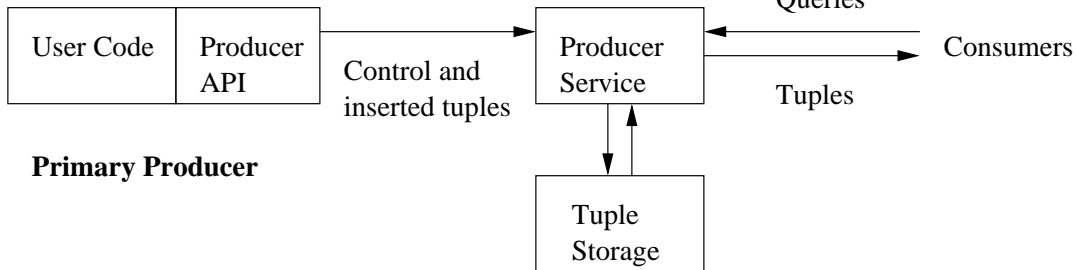 Queries
User Code
Producer
API
Control and
inserted tuples
Producer
Service
Consumers
Tuples
Primary Producer
Tuple
Storage